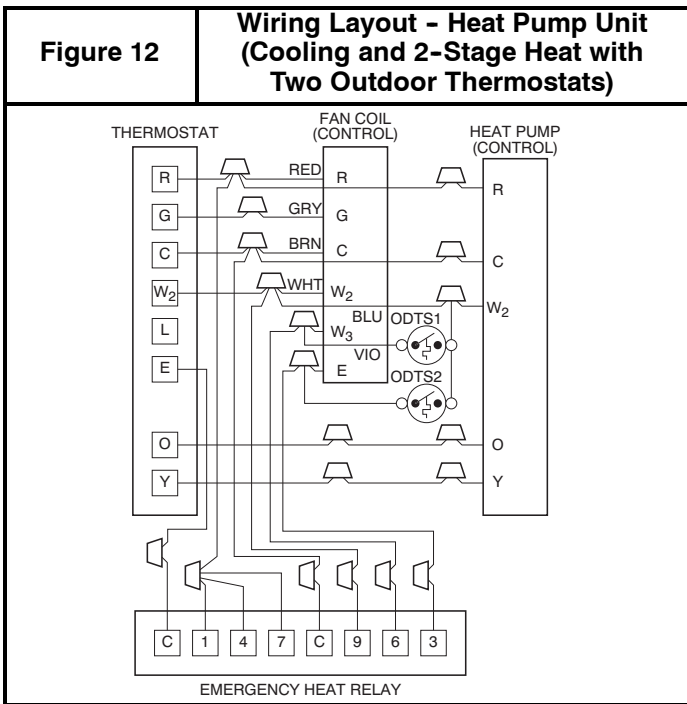 Figure 12
Wiring Layout - Heat Pump Unit
(Cooling and 2-Stage Heat with
Two Outdoor Thermostats)
THERMOSTAT
FAN COIL
(CONTROL)
HEAT PUMP
(CONTROL)
R
RED
R
R
G
GRY
G
C
BRN
C
C
W2
WHT
W2
W2
L
BLU
ODTS1
W3
VIO
E
E
ODTS2
O
O
Y
Y
C 1 4 7 C 9 6 3
EMERGENCY HEAT RELAY